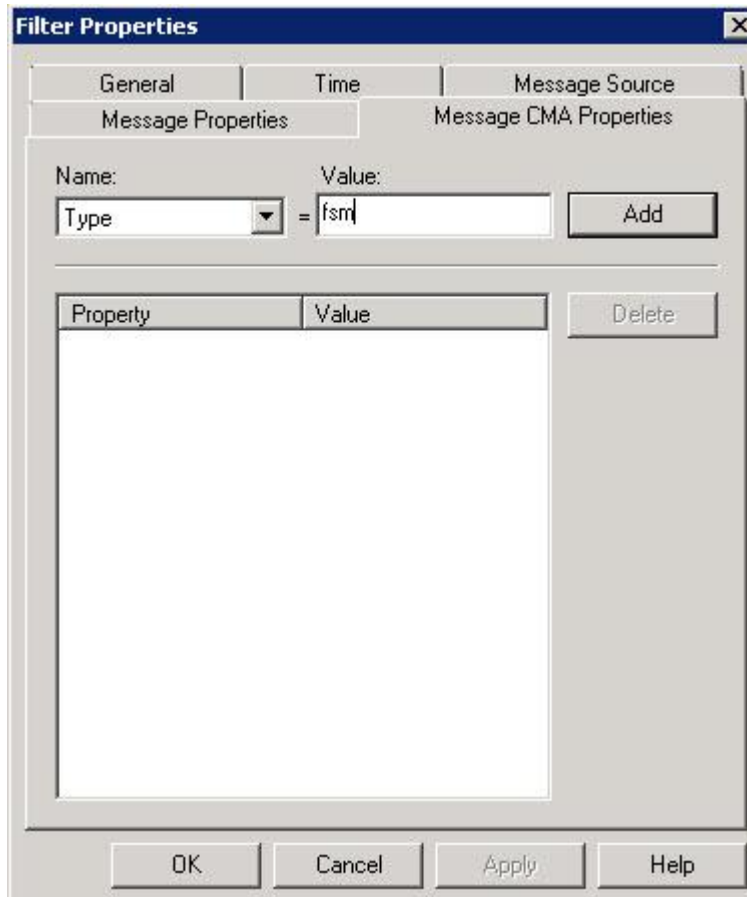 Filter Properties
General Time Message Source
Message Properties Message CMA Properties
Name: Value:
Type = fsm Add
Property Value Delete
OK Cancel Apply Help